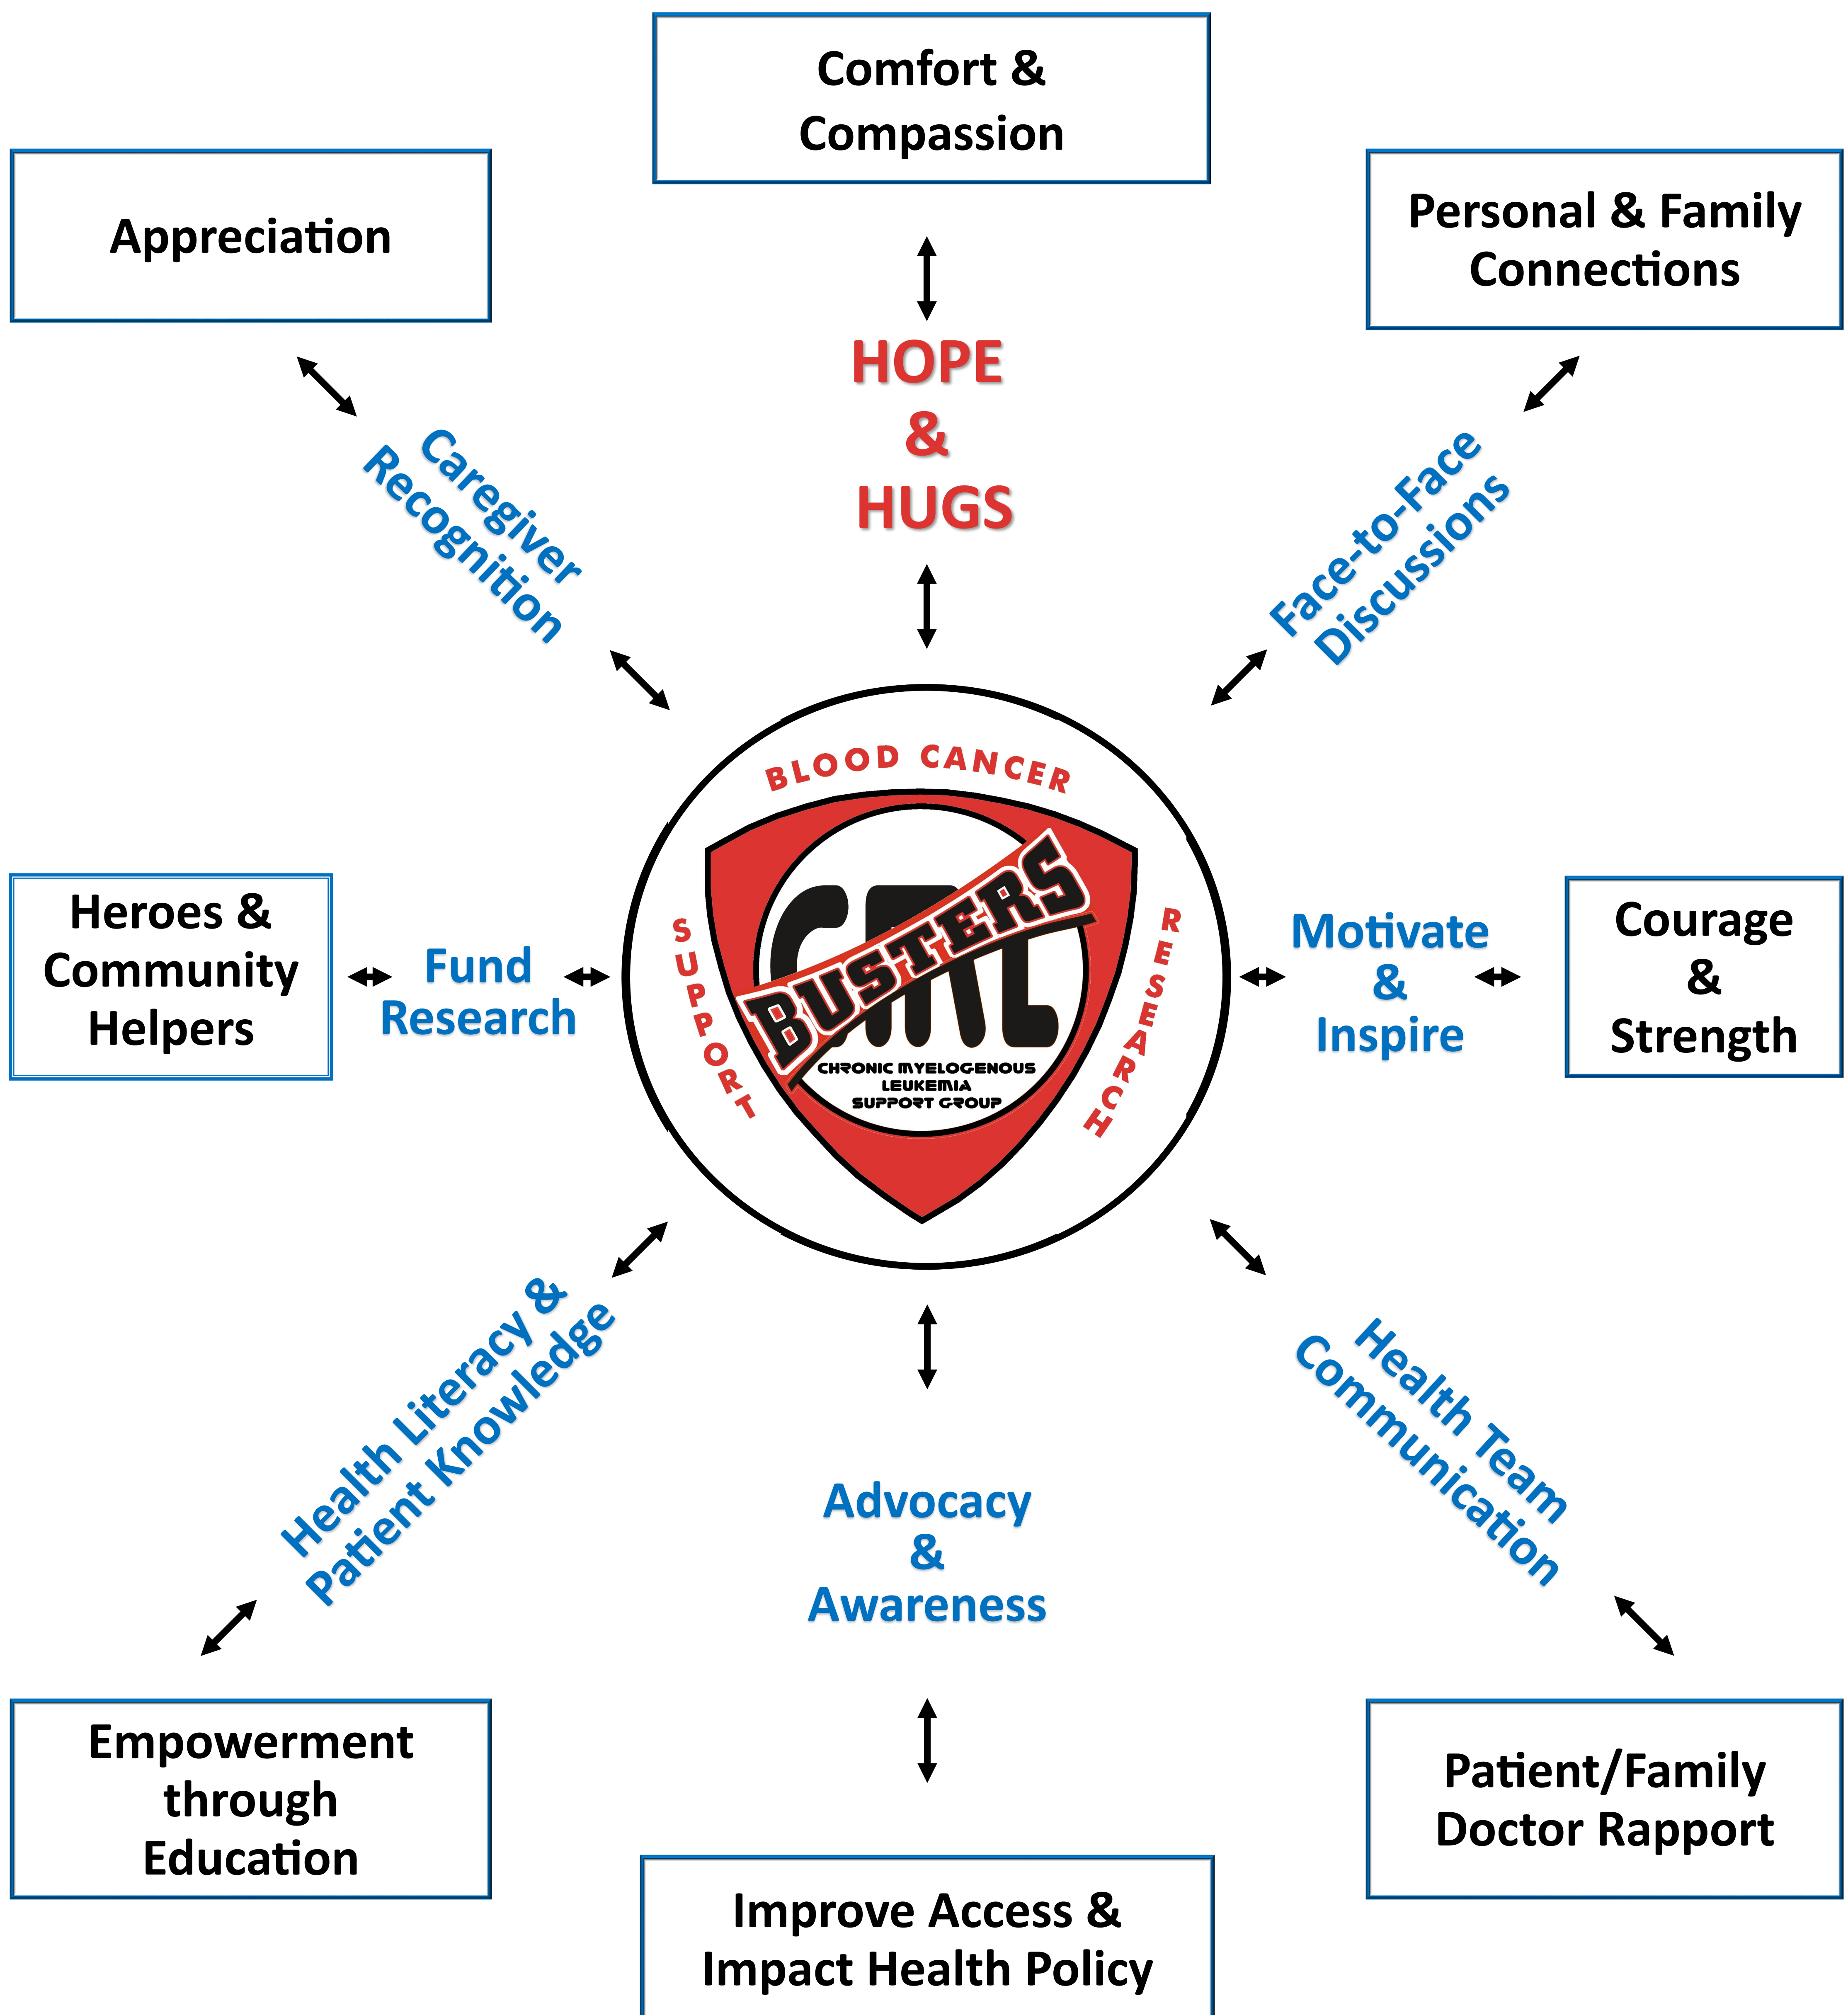 Comfort &
Compassion
Appreciation
Personal & Family
Connections
HOPE
&
HUGS
Caregiver
Recognition
Face-to-Face
Discussions
BLOOD CANCER
SUPPORT
RESEARCH
CML
BUSTERS
CHRONIC MYELOGENOUS
LEUKEMIA
SUPPORT GROUP
Heroes &
Community
Helpers
Fund
Research
Motivate
&
Inspire
Courage
&
Strength
Health Literacy &
Patient Knowledge
Advocacy
&
Awareness
Health Team
Communication
Empowerment
through
Education
Improve Access &
Impact Health Policy
Patient/Family
Doctor Rapport